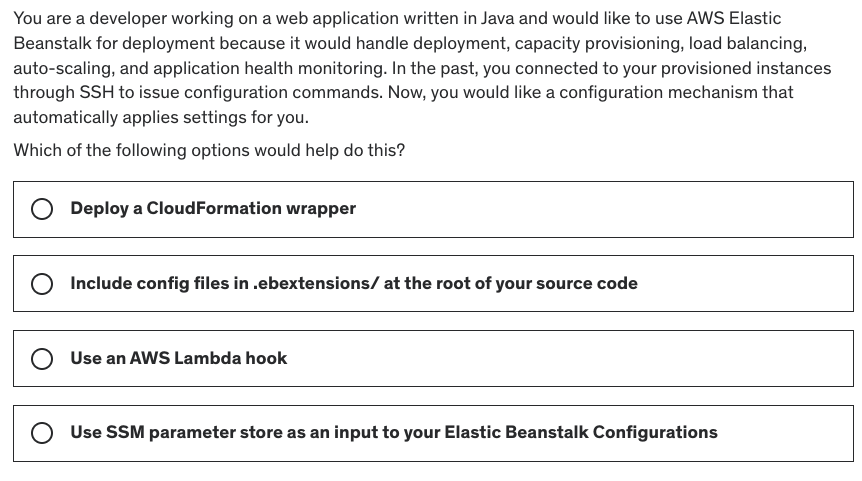 You are a developer working on a web application written in Java and would like to use AWS Elastic
Beanstalk for deployment because it would handle deployment, capacity provisioning, load balancing,
auto-scaling, and application health monitoring. In the past, you connected to your provisioned instances
through SSH to issue configuration commands. Now, you would like a configuration mechanism that
automatically applies settings for you.
Which of the following options would help do this?
Deploy a CloudFormation wrapper
Include config files in .ebextensions/ at the root of your source code
Use an AWS Lambda hook
Use SSM parameter store as an input to your Elastic Beanstalk Configurations